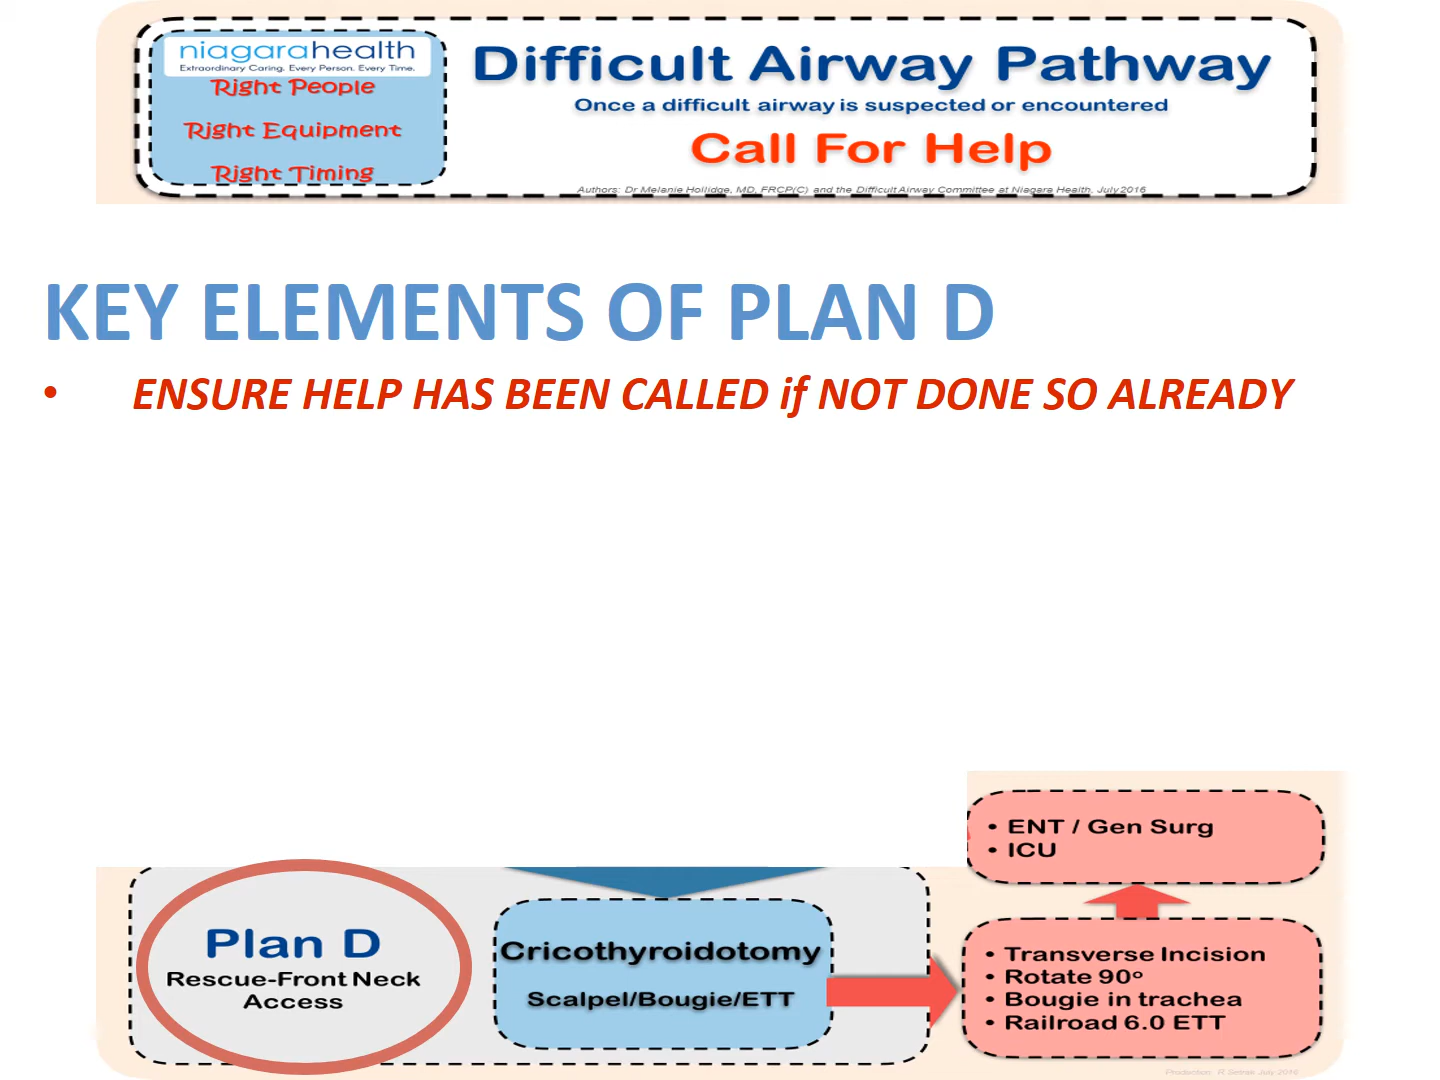 niagarahealth
Extraordinary Caring. Every Person. Every Time.
Right People
Right Equipment
Right Timing
Difficult Airway Pathway
Once a difficult airway is suspected or encountered
Call For Help
Authors: Dr Melanie Hollidge, MD, FRCP(C) and the Difficult Airway Committee at Niagara Health, July 2016
KEY ELEMENTS OF PLAN D
• ENSURE HELP HAS BEEN CALLED if NOT DONE SO ALREADY
• ENT / Gen Surg
• ICU
Plan D
Rescue-Front Neck
Access
Cricothyroidotomy
Scalpel/Bougie/ETT
• Transverse Incision
• Rotate 90º
• Bougie in trachea
• Railroad 6.0 ETT
Production: R Setrak July 2016